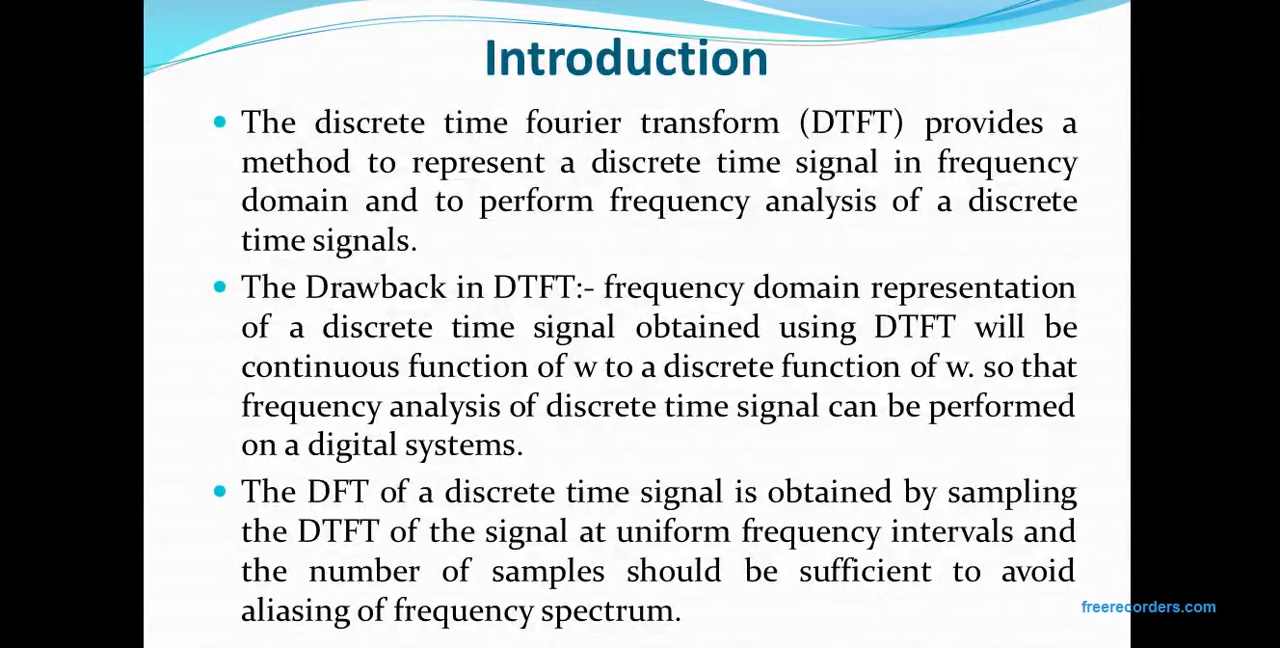 Introduction
• The discrete time fourier transform (DTFT) provides a
method to represent a discrete time signal in frequency
domain and to perform frequency analysis of a discrete
time signals.
• The Drawback in DTFT:- frequency domain representation
of a discrete time signal obtained using DTFT will be
continuous function of w to a discrete function of w. so that
frequency analysis of discrete time signal can be performed
on a digital systems.
• The DFT of a discrete time signal is obtained by sampling
the DTFT of the signal at uniform frequency intervals and
the number of samples should be sufficient to avoid
aliasing of frequency spectrum.
freerecorders.com